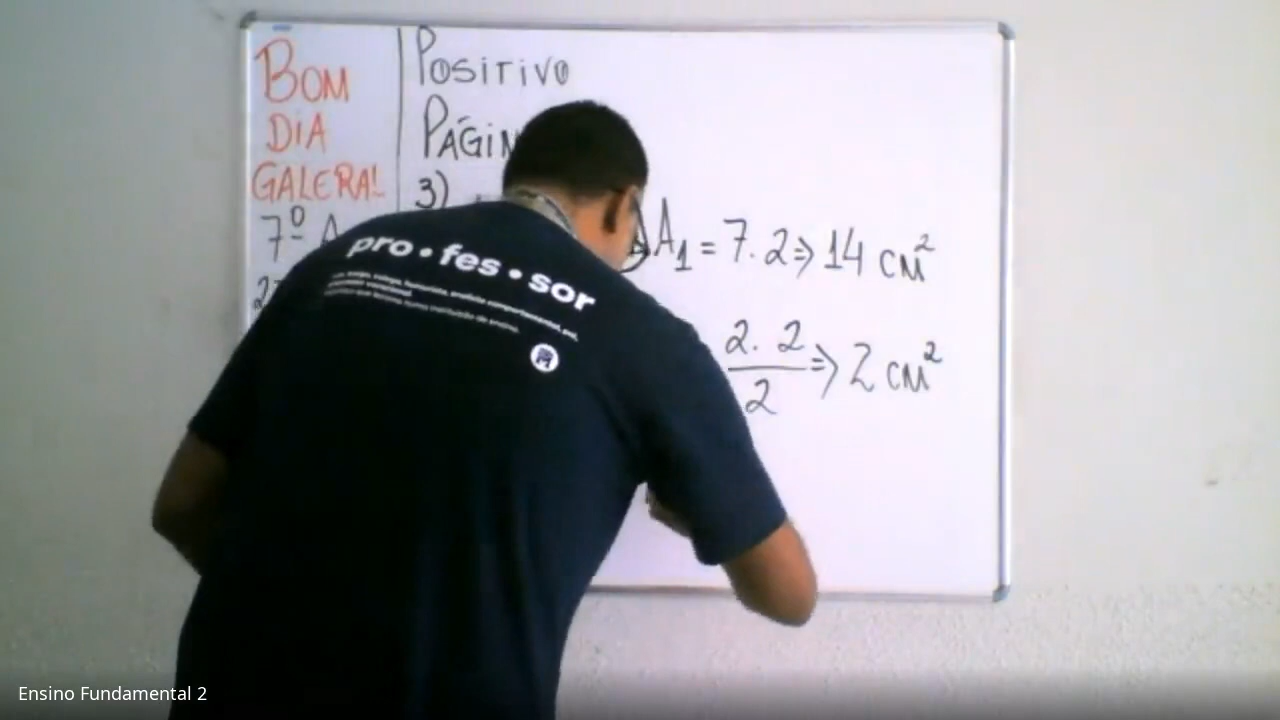 BOM
DIA
GALERA!
7º A
POSITIVO
3)
A1 = 7.2 => 14 CM²
2. 2
2
=> 2 CM²
pro•fes•sor
Ensino Fundamental 2